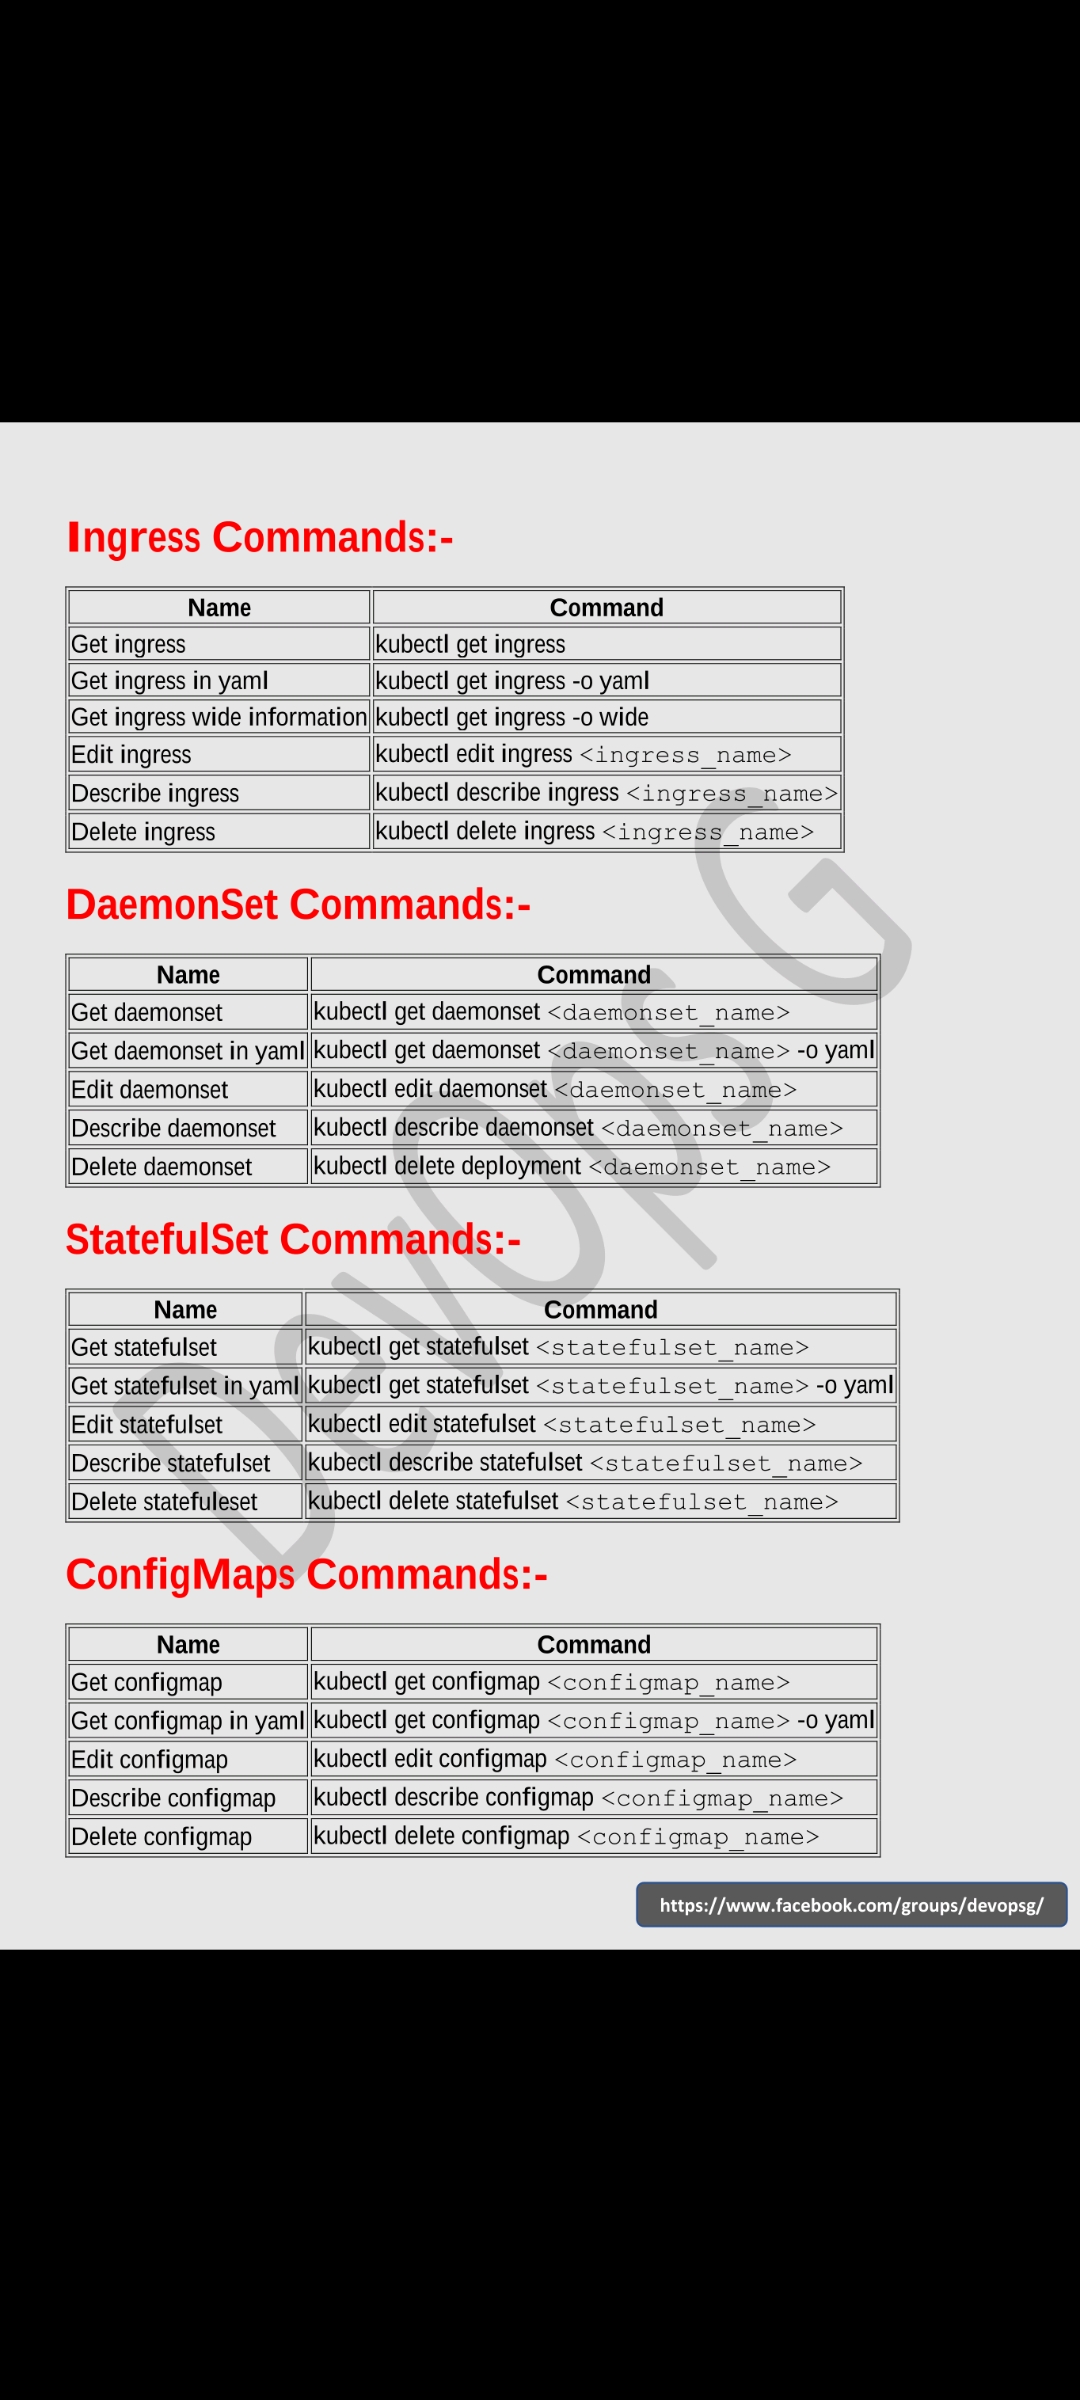 Ingress Commands:-
Name Command
Get ingress kubectl get ingress
Get ingress in yaml kubectl get ingress -o yaml
Get ingress wide information kubectl get ingress -o wide
Edit ingress kubectl edit ingress <ingress_name>
Describe ingress kubectl describe ingress <ingress_name>
Delete ingress kubectl delete ingress <ingress_name>
DaemonSet Commands:-
Name Command
Get daemonset kubectl get daemonset <daemonset_name>
Get daemonset in yaml kubectl get daemonset <daemonset_name> -o yaml
Edit daemonset kubectl edit daemonset <daemonset_name>
Describe daemonset kubectl describe daemonset <daemonset_name>
Delete daemonset kubectl delete deployment <daemonset_name>
StatefulSet Commands:-
Name Command
Get statefulset kubectl get statefulset <statefulset_name>
Get statefulset in yaml kubectl get statefulset <statefulset_name> -o yaml
Edit statefulset kubectl edit statefulset <statefulset_name>
Describe statefulset kubectl describe statefulset <statefulset_name>
Delete statefuleset kubectl delete statefulset <statefulset_name>
ConfigMaps Commands:-
Name Command
Get configmap kubectl get configmap <configmap_name>
Get configmap in yaml kubectl get configmap <configmap_name> -o yaml
Edit configmap kubectl edit configmap <configmap_name>
Describe configmap kubectl describe configmap <configmap_name>
Delete configmap kubectl delete configmap <configmap_name>
DevOps G
https://www.facebook.com/groups/devopsg/